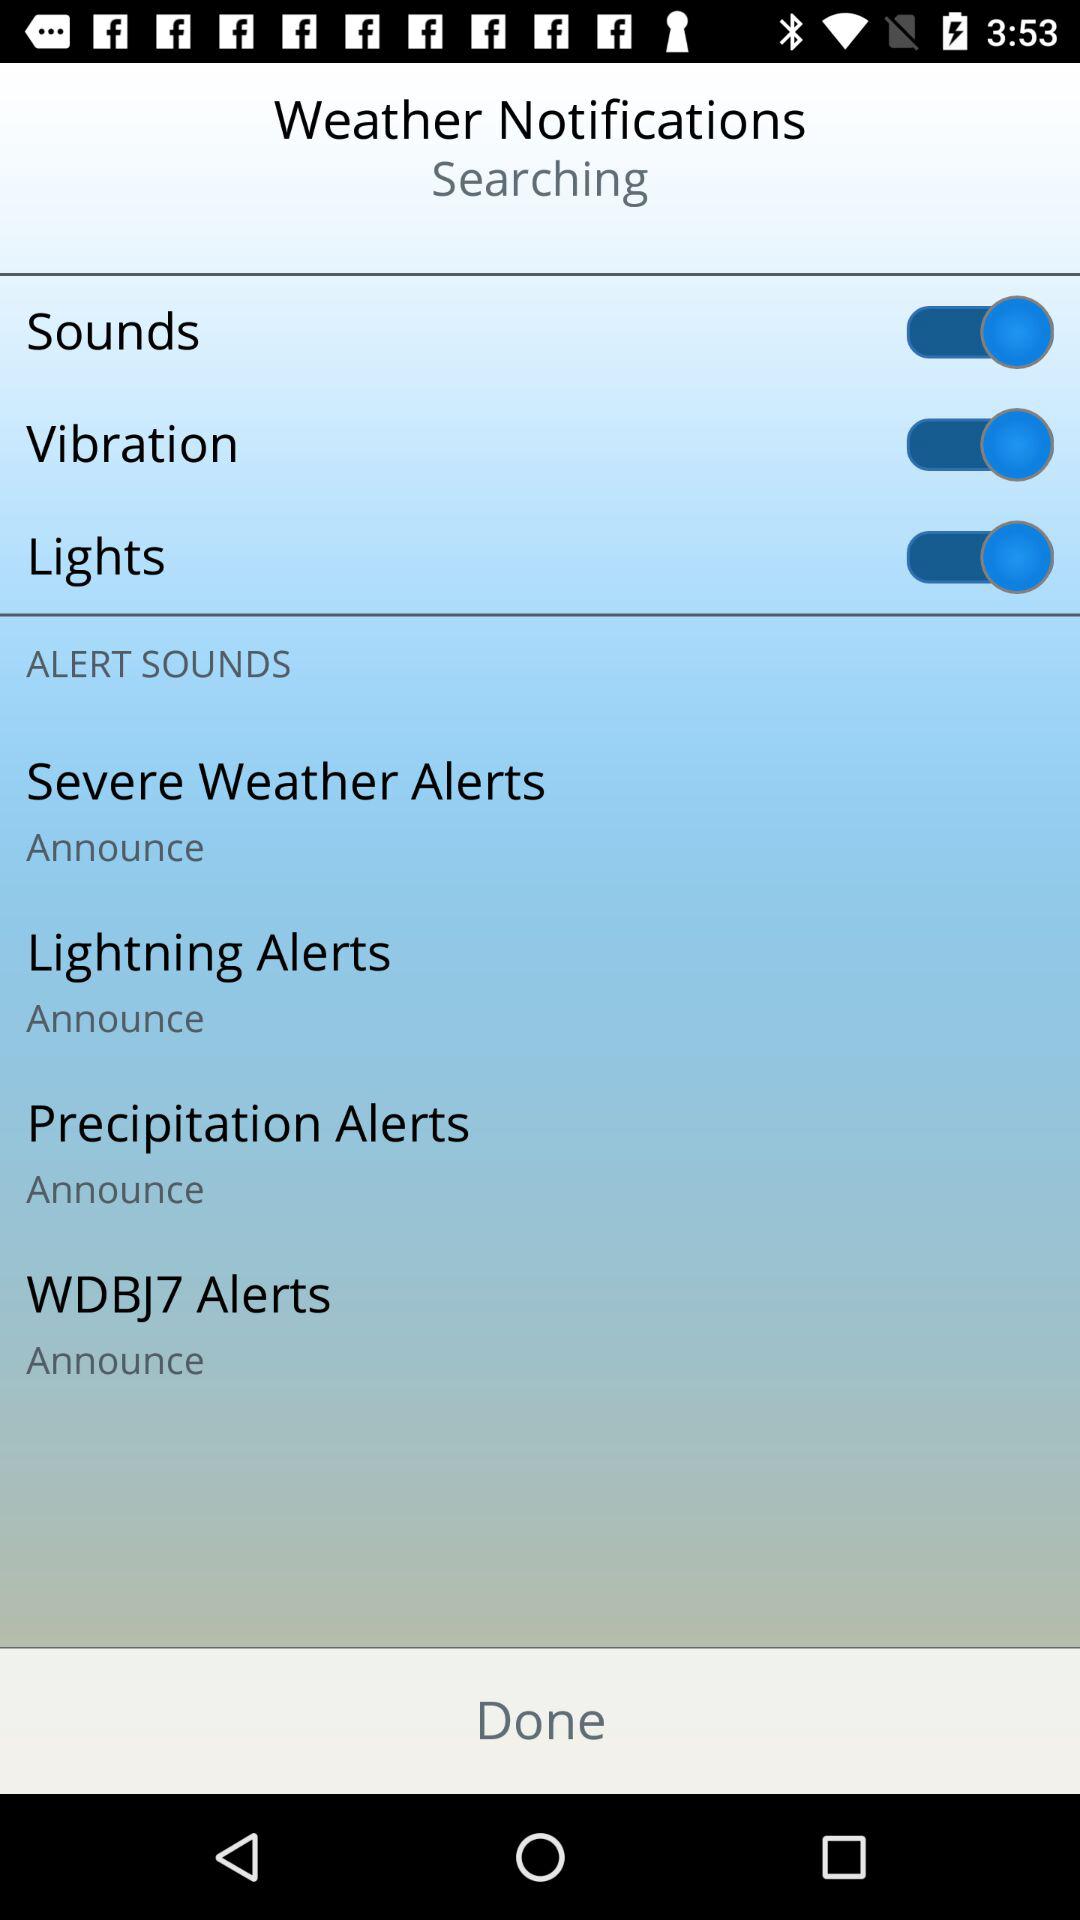 3:53
Weather Notifications
Searching
Sounds
Vibration
Lights
ALERT SOUNDS
Severe Weather Alerts
Announce
Lightning Alerts
Announce
Precipitation Alerts
Announce
WDBJ7 Alerts
Announce
Done